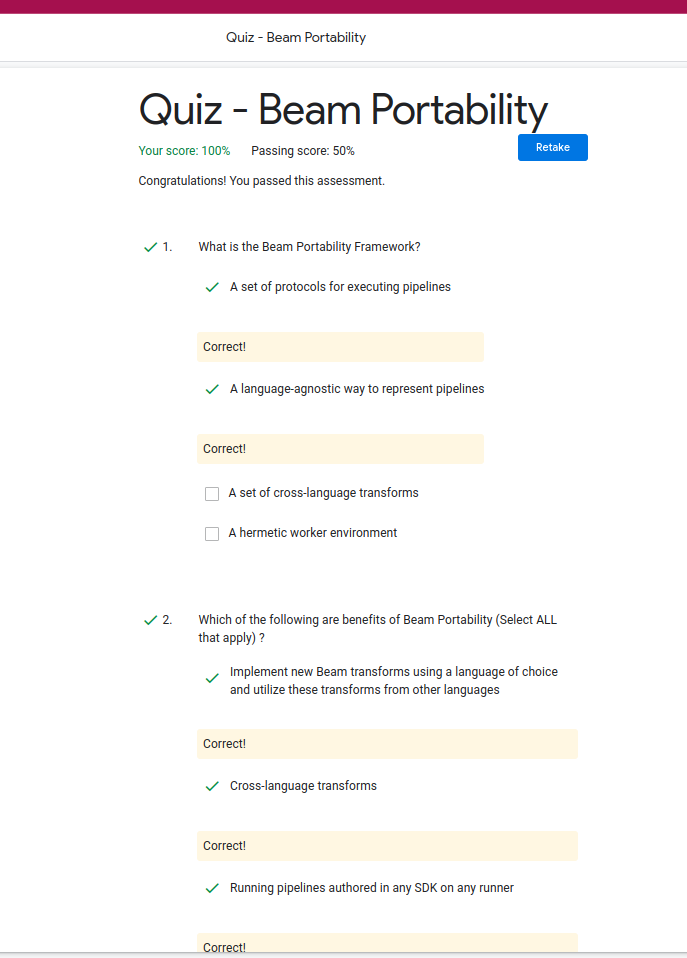 Quiz - Beam Portability
Quiz - Beam Portability
Your score: 100% Passing score: 50%
Retake
Congratulations! You passed this assessment.
1. What is the Beam Portability Framework?
A set of protocols for executing pipelines
Correct!
A language-agnostic way to represent pipelines
Correct!
A set of cross-language transforms
A hermetic worker environment
2. Which of the following are benefits of Beam Portability (Select ALL
that apply) ?
Implement new Beam transforms using a language of choice
and utilize these transforms from other languages
Correct!
Cross-language transforms
Correct!
Running pipelines authored in any SDK on any runner
Correct!